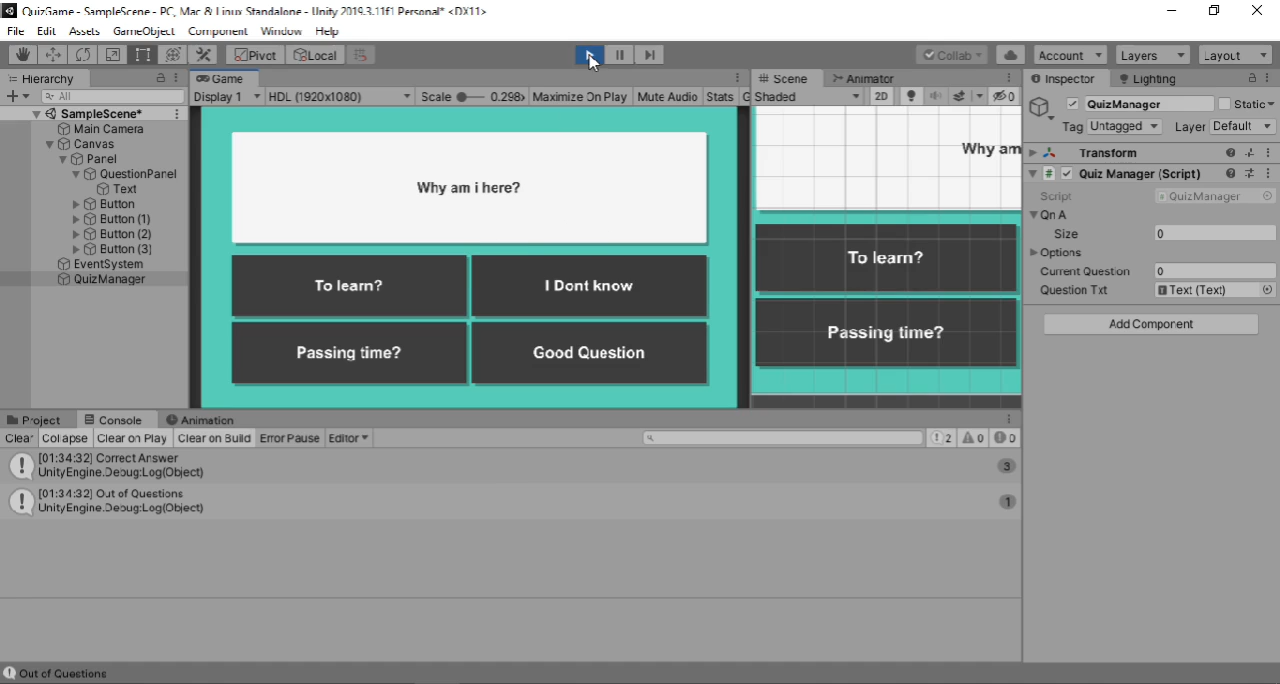 QuizGame - SampleScene - PC, Mac & Linux Standalone - Unity 2019.3.11f1 Personal* <DX11>
File Edit Assets GameObject Component Window Help
Pivot Local Collab Account Layers Layout
Hierarchy
All
SampleScene*
Main Camera
Canvas
Panel
QuestionPanel
Text
Button
Button (1)
Button (2)
Button (3)
EventSystem
QuizManager
Game
Display 1 HDL (1920x1080) Scale 0.298x Maximize On Play Mute Audio Stats G
Why am i here?
To learn? I Dont know
Passing time? Good Question
Scene Animator
Shaded 2D 0
Why am
To learn?
Passing time?
Inspector Lighting
QuizManager Static
Tag Untagged Layer Default
Transform
Quiz Manager (Script)
Script QuizManager
Qn A
Size 0
Options
Current Question 0
Question Txt Text (Text)
Add Component
Project Console Animation
Clear Collapse Clear on Play Clear on Build Error Pause Editor 2 0 0
[01:34:32] Correct Answer
UnityEngine.Debug:Log(Object)
3
[01:34:32] Out of Questions
UnityEngine.Debug:Log(Object)
1
Out of Questions